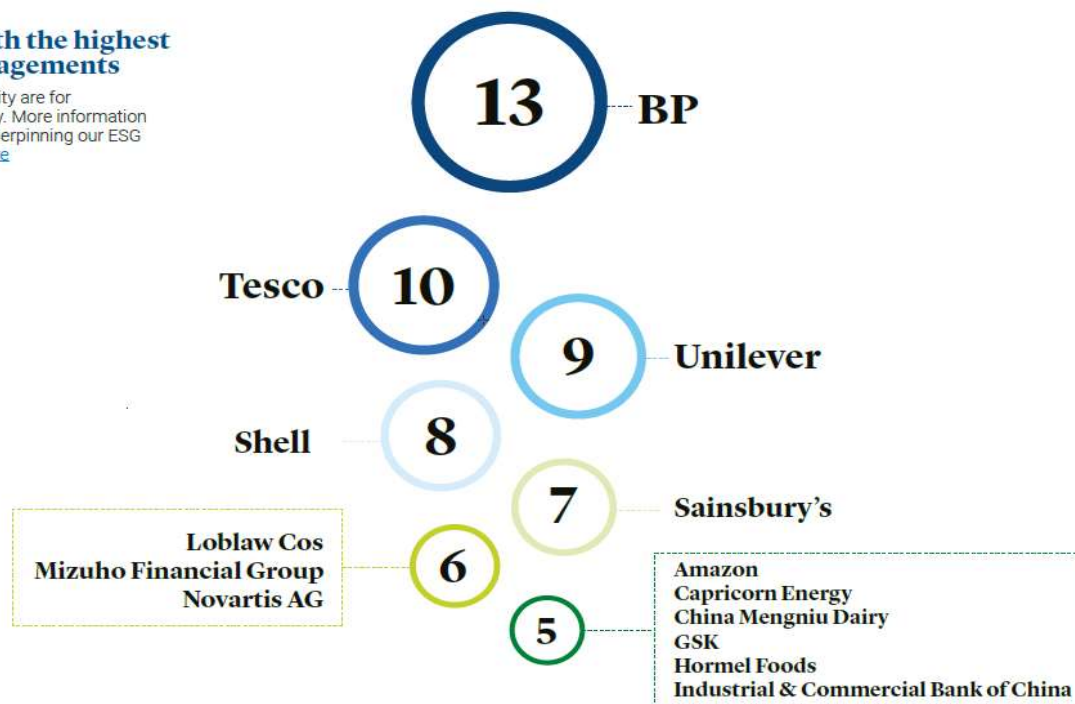 th the highest
agements
ity are for
y. More information
erpinning our ESG
e
13
BP
Tesco
10
9
Unilever
Shell
8
7
Sainsbury's
Loblaw Cos
Mizuho Financial Group
Novartis AG
6
5
Amazon
Capricorn Energy
China Mengniu Dairy
GSK
Hormel Foods
Industrial & Commercial Bank of China